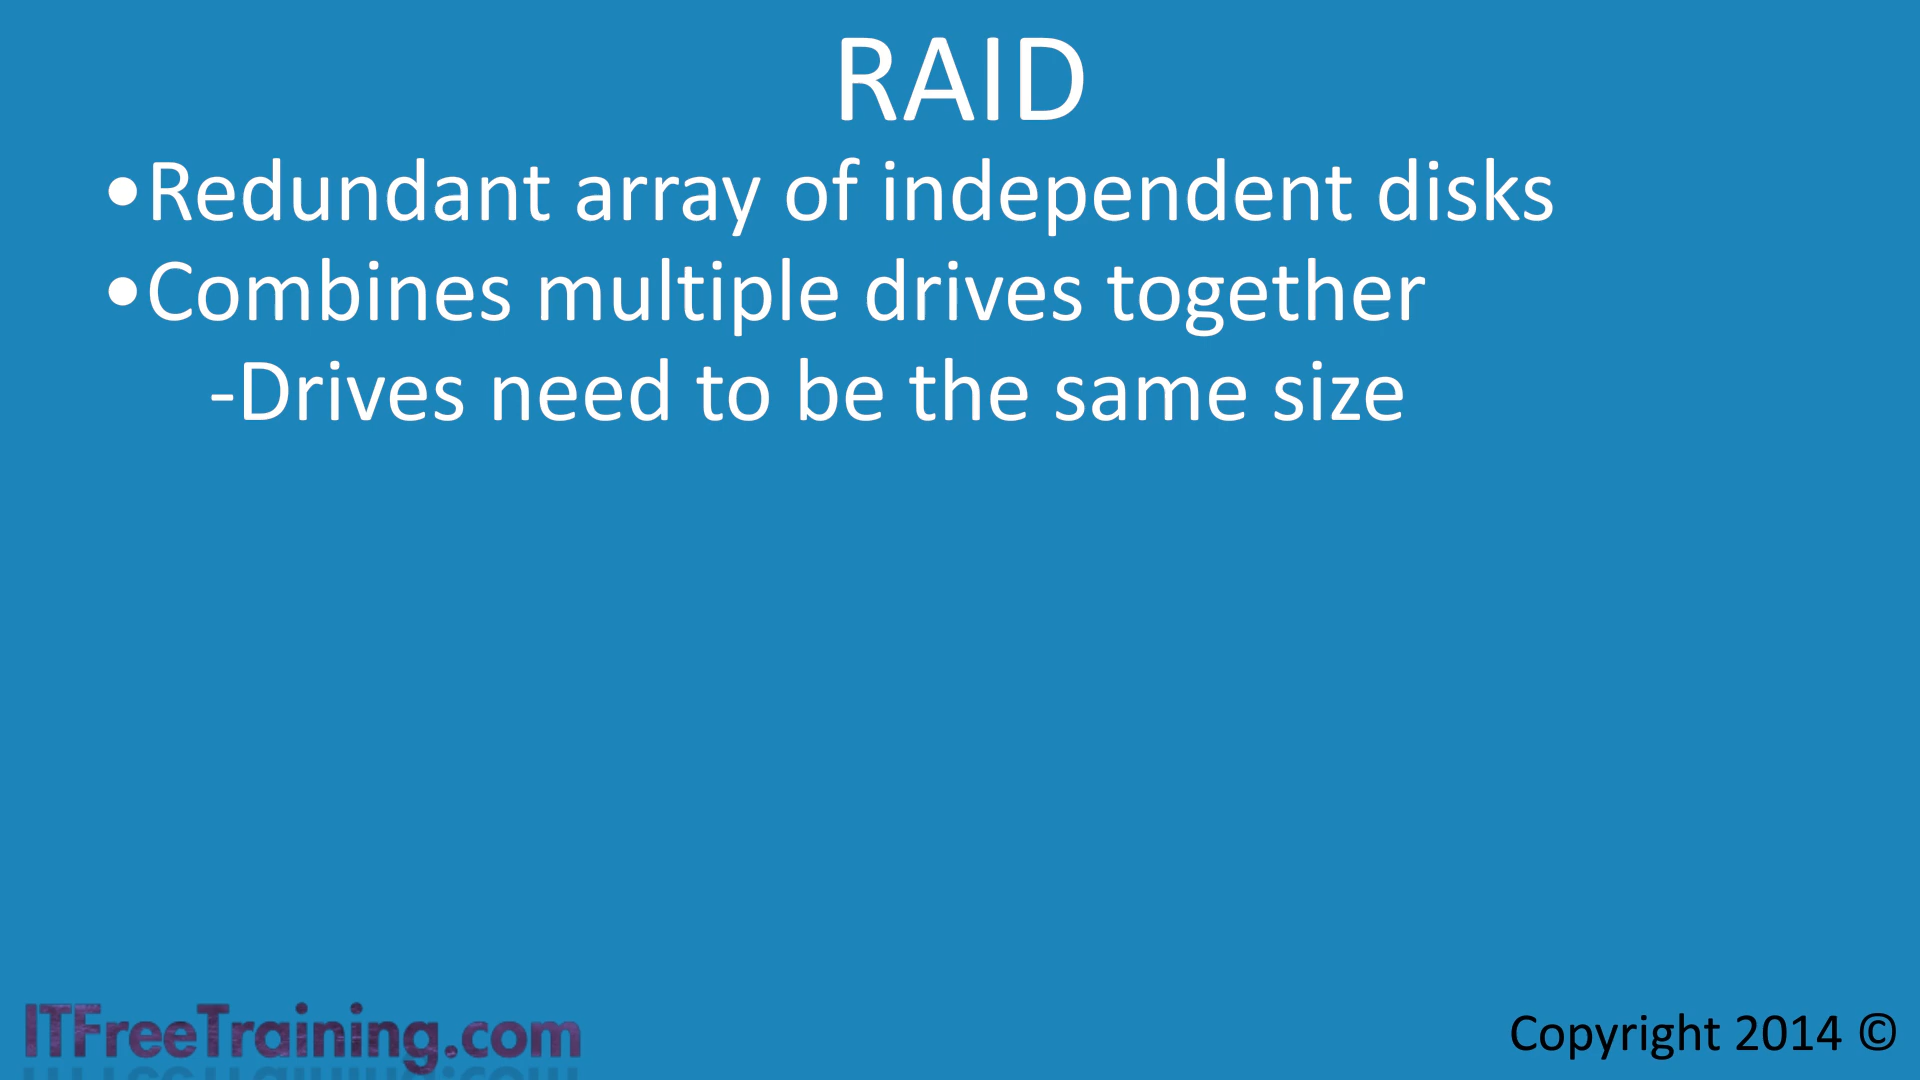 RAID
•Redundant array of independent disks
•Combines multiple drives together
-Drives need to be the same size
ITFreeTraining.com
Copyright 2014 ©